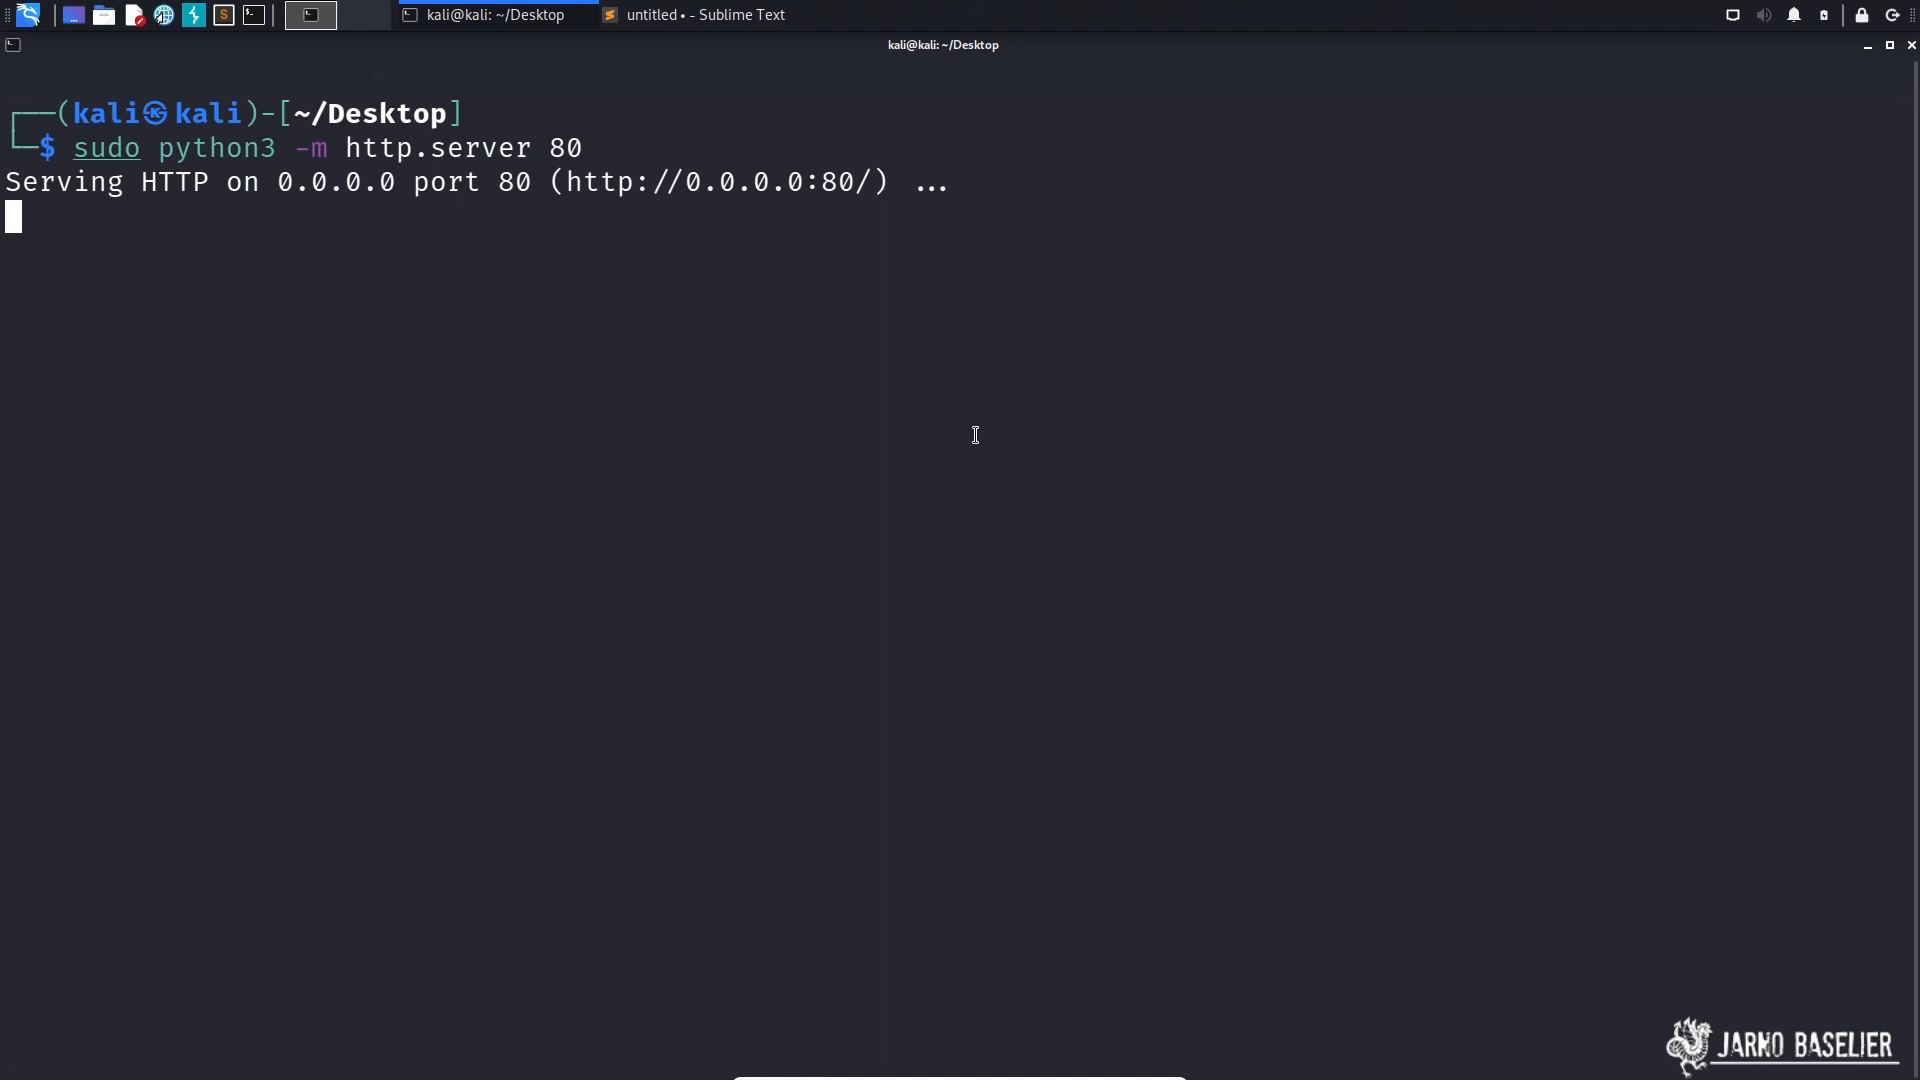 kali@kali: ~/Desktop
untitled • - Sublime Text
kali@kali: ~/Desktop
┌──(kali㉿kali)-[~/Desktop]
└─$ sudo python3 -m http.server 80
Serving HTTP on 0.0.0.0 port 80 (http://0.0.0.0:80/) ...
JARNO BASELIER